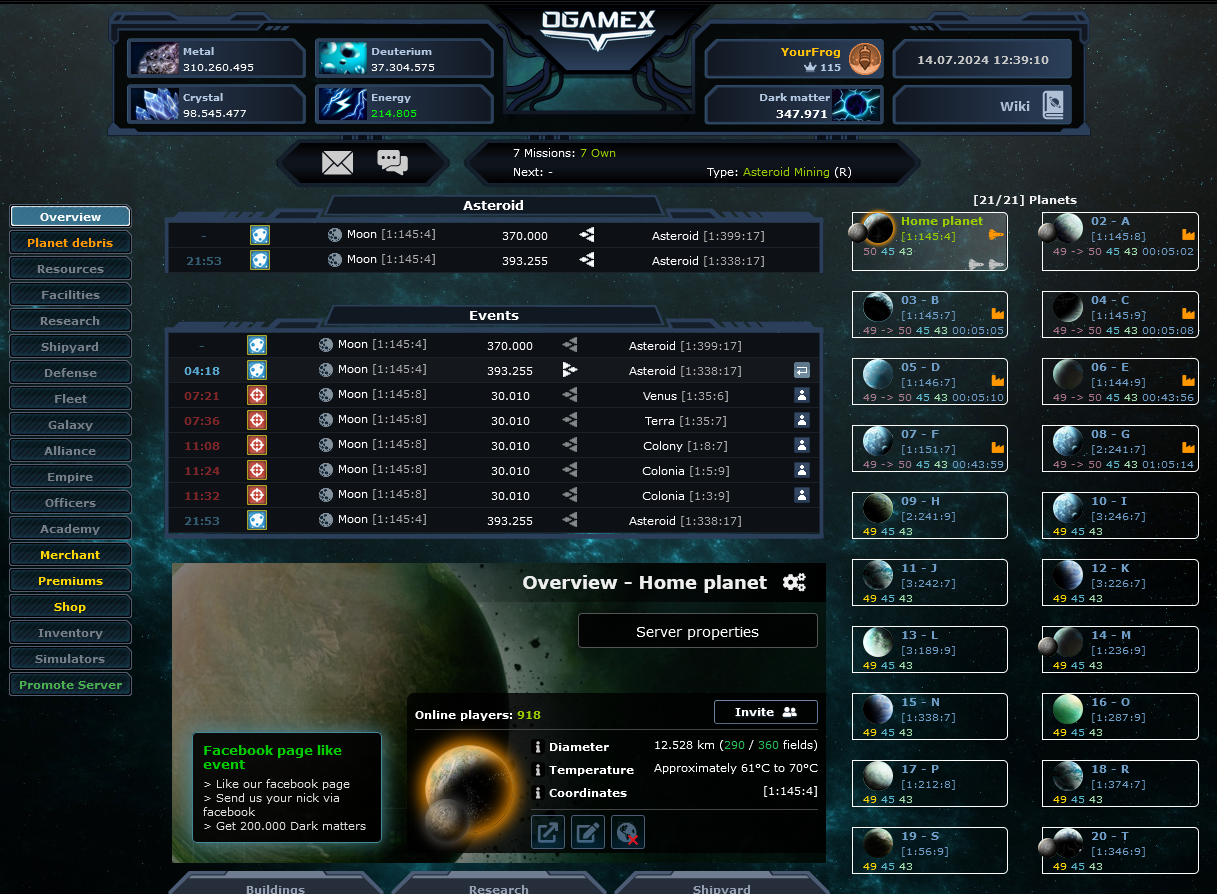 OGAMEX
Metal
310.260.495
Deuterium
37.304.575
Crystal
98.545.477
Energy
214.805
YourFrog
115
14.07.2024 12:39:10
Dark matter
347.971
Wiki
7 Missions: 7 Own
Next: -
Type: Asteroid Mining (R)
Overview
Planet debris
Resources
Facilities
Research
Shipyard
Defense
Fleet
Galaxy
Alliance
Empire
Officers
Academy
Merchant
Premiums
Shop
Inventory
Simulators
Promote Server
Asteroid
- Moon [1:145:4] 370.000 Asteroid [1:399:17]
21:53 Moon [1:145:4] 393.255 Asteroid [1:338:17]
Events
- Moon [1:145:4] 370.000 Asteroid [1:399:17]
04:18 Moon [1:145:4] 393.255 Asteroid [1:338:17]
07:21 Moon [1:145:8] 30.010 Venus [1:35:6]
07:36 Moon [1:145:8] 30.010 Terra [1:35:7]
11:08 Moon [1:145:8] 30.010 Colony [1:8:7]
11:24 Moon [1:145:8] 30.010 Colonia [1:5:9]
11:32 Moon [1:145:8] 30.010 Colonia [1:3:9]
21:53 Moon [1:145:4] 393.255 Asteroid [1:338:17]
Overview - Home planet
Server properties
Facebook page like
event
> Like our facebook page
> Send us your nick via
facebook
> Get 200.000 Dark matters
Online players: 918
Invite
Diameter 12.528 km (290 / 360 fields)
Temperature Approximately 61°C to 70°C
Coordinates [1:145:4]
Buildings
Research
Shipyard
[21/21] Planets
Home planet
[1:145:4]
50 45 43
02 - A
[1:145:8]
49 -> 50 45 43 00:05:02
03 - B
[1:145:7]
49 -> 50 45 43 00:05:05
04 - C
[1:145:9]
49 -> 50 45 43 00:05:08
05 - D
[1:146:7]
49 -> 50 45 43 00:05:10
06 - E
[1:144:9]
49 -> 50 45 43 00:43:56
07 - F
[1:151:7]
49 -> 50 45 43 00:43:59
08 - G
[2:241:7]
49 -> 50 45 43 01:05:14
09 - H
[2:241:9]
49 45 43
10 - I
[3:246:7]
49 45 43
11 - J
[3:242:7]
49 45 43
12 - K
[3:226:7]
49 45 43
13 - L
[3:189:9]
49 45 43
14 - M
[1:236:9]
49 45 43
15 - N
[1:338:7]
49 45 43
16 - O
[1:287:9]
49 45 43
17 - P
[1:212:8]
49 45 43
18 - R
[1:374:7]
49 45 43
19 - S
[1:56:9]
49 45 43
20 - T
[1:346:9]
49 45 43